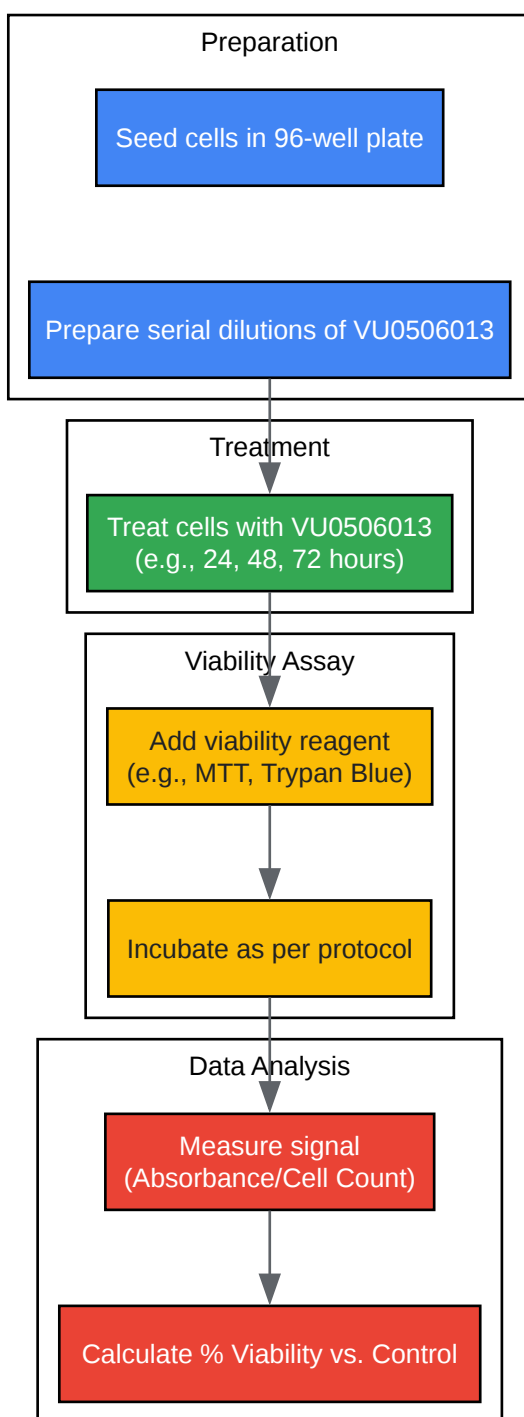 Preparation
Seed cells in 96-well plate
Prepare serial dilutions of VU0506013
Treatment
Treat cells with VU0506013
(e.g., 24, 48, 72 hours)
Viability Assay
Add viability reagent
(e.g., MTT, Trypan Blue)
Incubate as per protocol
Data Analysis
Measure signal
(Absorbance/Cell Count)
Calculate % Viability vs. Control